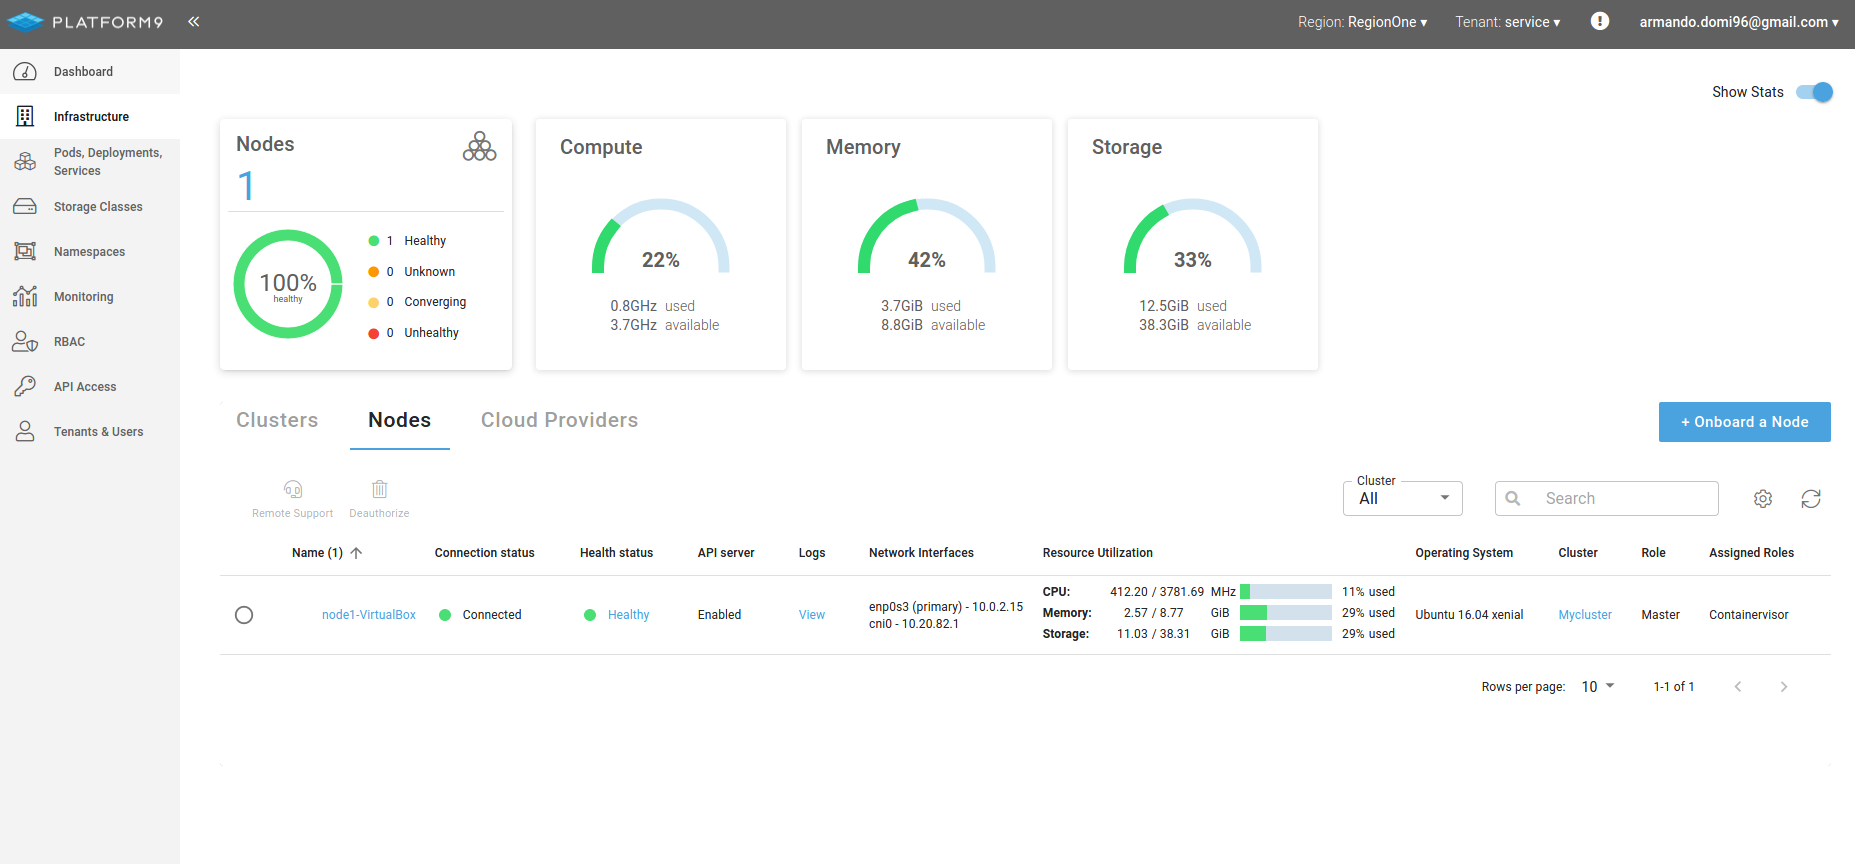 PLATFORM9 «
Region: RegionOne ▾ Tenant: service ▾ armando.domi96@gmail.com ▾
Dashboard
Infrastructure
Pods, Deployments,
Services
Storage Classes
Namespaces
Monitoring
RBAC
API Access
Tenants & Users
Show Stats
Nodes
1
100%
healthy
1 Healthy
0 Unknown
0 Converging
0 Unhealthy
Compute
22%
0.8GHz used
3.7GHz available
Memory
42%
3.7GiB used
8.8GiB available
Storage
33%
12.5GiB used
38.3GiB available
Clusters Nodes Cloud Providers
+ Onboard a Node
Remote Support Deauthorize
Cluster
All
Search
Name (1) Connection status Health status API server Logs Network Interfaces Resource Utilization Operating System Cluster Role Assigned Roles
node1-VirtualBox Connected Healthy Enabled View
enp0s3 (primary) - 10.0.2.15
cni0 - 10.20.82.1
CPU: 412.20 / 3781.69 MHz 11% used
Memory: 2.57 / 8.77 GiB 29% used
Storage: 11.03 / 38.31 GiB 29% used
Ubuntu 16.04 xenial Mycluster Master Containervisor
Rows per page: 10 1-1 of 1